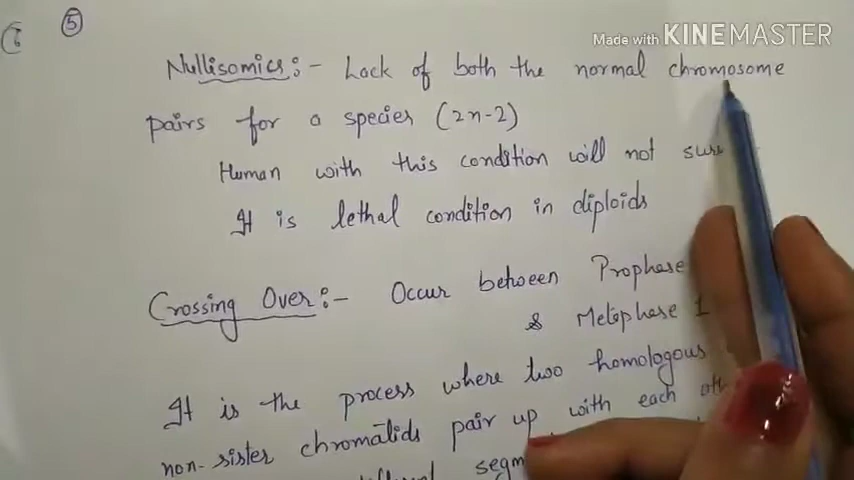 Made with KINEMASTER
5
Nullisomics:- Lack of both the normal chromosome
pairs for a species (2n-2)
Human with this condition will not
It is lethal condition in diploids
Crossing Over:- Occur between Prophase
& Metaphase 1
It is the process where two homologous
non-sister chromatids pair up with each